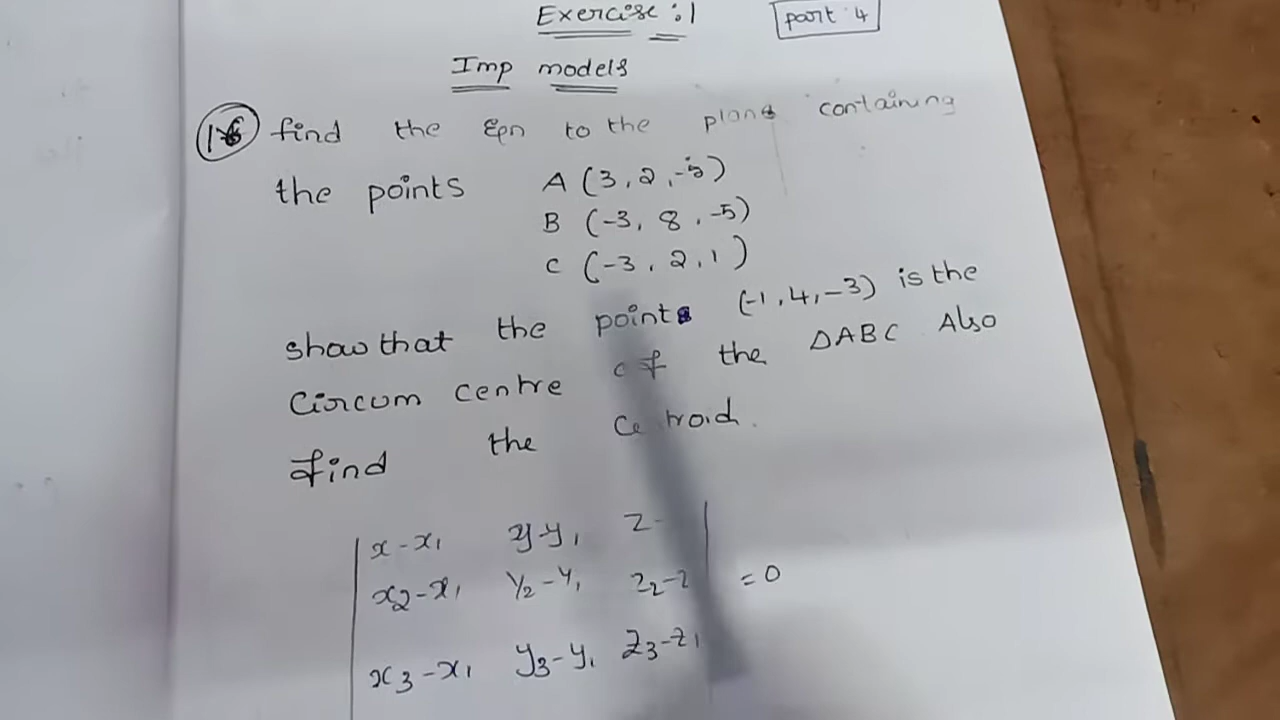 Exercise :1
part 4
Imp models
16 find the Eqn to the plane containing
the points A (3, 2, -5)
B (-3, 8, -5)
C (-3, 2, 1)
show that the point (-1, 4, -3) is the
Circum centre of the ΔABC Also
find the
x-x1 y-y1 z-
x2-x1 y2-y1 z2-z = 0
x3-x1 y3-y1 z3-z1